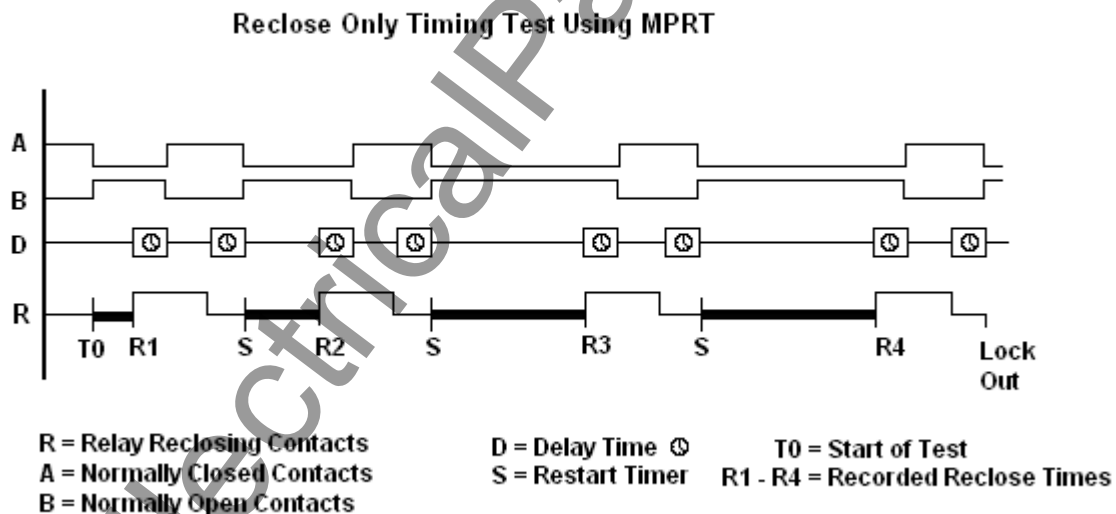 Reclose Only Timing Test Using MPRT
A
B
D
R
T0 R1 S R2 S R3 S R4 Lock
Out
R = Relay Reclosing Contacts
A = Normally Closed Contacts
B = Normally Open Contacts
D = Delay Time
S = Restart Timer
T0 = Start of Test
R1 - R4 = Recorded Reclose Times
lectricalPa